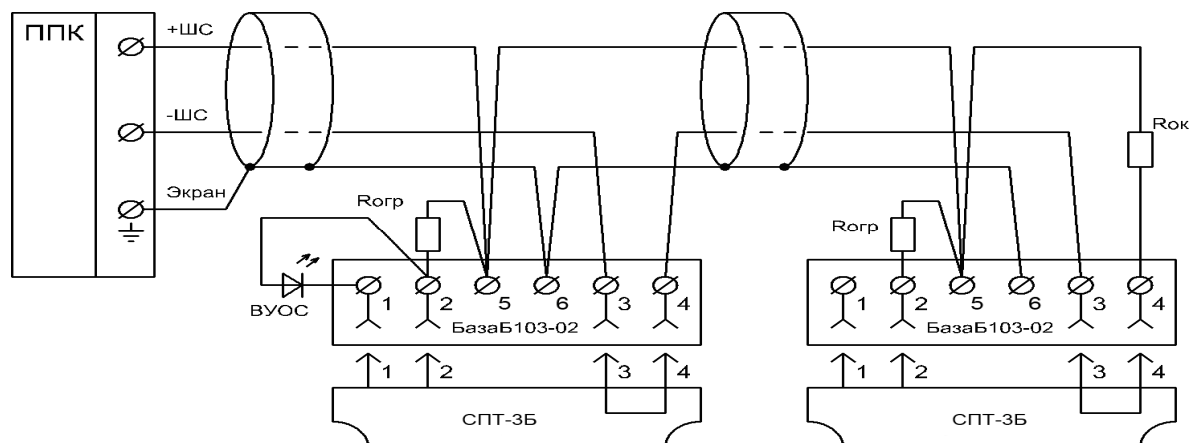 ППК
+ШС
-ШС
Экран
Rок
Rогр
Rогр
ВУОС
1 2 5 6 3 4
БазаБ103-02
1 2 5 6 3 4
БазаБ103-02
1 2 3 4
СПТ-3Б
1 2 3 4
СПТ-3Б